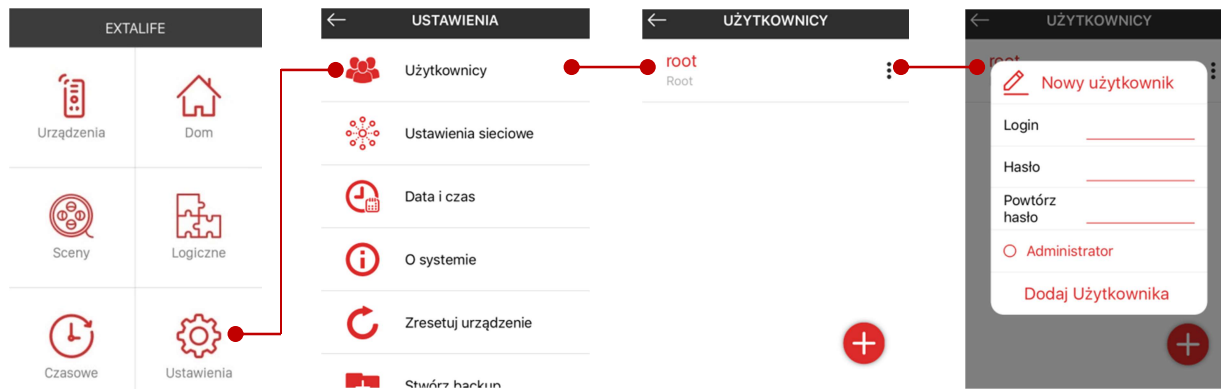 EXTALIFE
Urządzenia
Dom
Sceny
Logiczne
Czasowe
Ustawienia
USTAWIENIA
Użytkownicy
Ustawienia sieciowe
Data i czas
O systemie
Zresetuj urządzenie
Stwórz backup
UŻYTKOWNICY
root
Root
UŻYTKOWNICY
root
Nowy użytkownik
Login
Hasło
Powtórz
hasło
Administrator
Dodaj Użytkownika